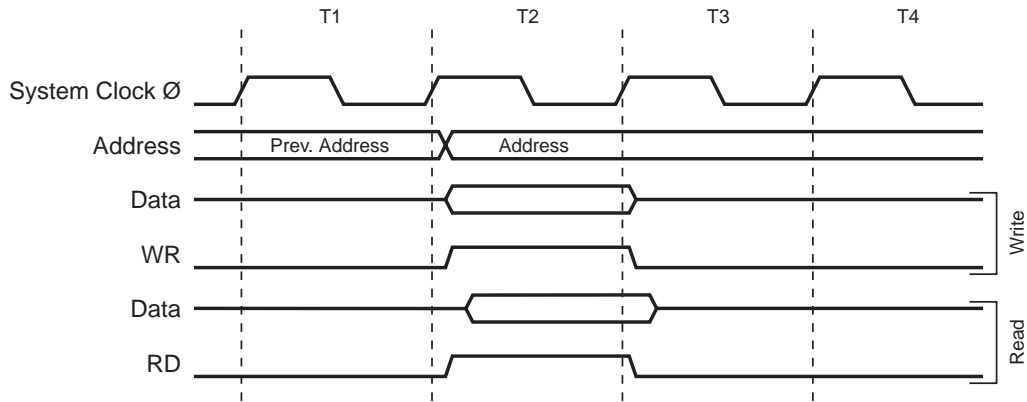 T1 T2 T3 T4
System Clock Ø
Address Prev. Address Address
Data
WR
Write
Data
RD
Read